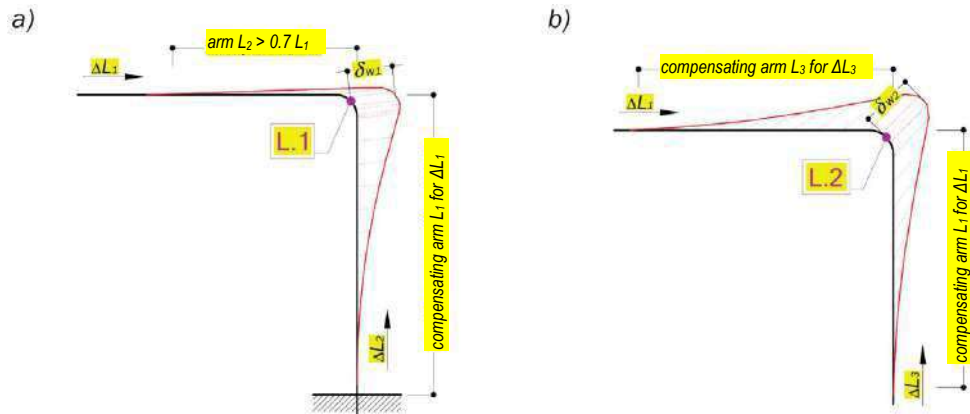 a)
arm L₂ > 0.7 L₁
ΔL₁
δw1
L.1
compensating arm L₁ for ΔL₁
ΔL₂
b)
compensating arm L₃ for ΔL₃
ΔL₁
δw2
L.2
compensating arm L₁ for ΔL₁
ΔL₃